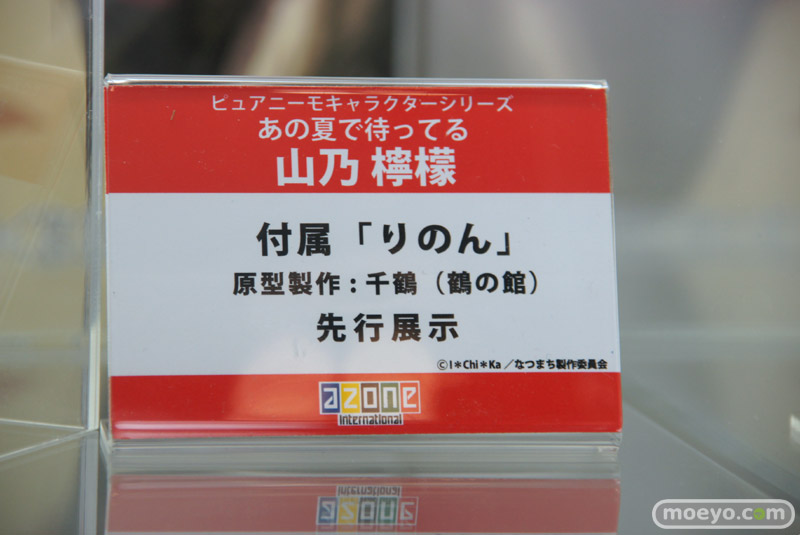 ピュアニーモキャラクターシリーズ
あの夏で待ってる
山乃 檸檬
付属「りのん」
原型製作:千鶴（鶴の館）
先行展示
©I＊Chi＊Ka ／なつまち製作委員会
azone
international
moeyo.com